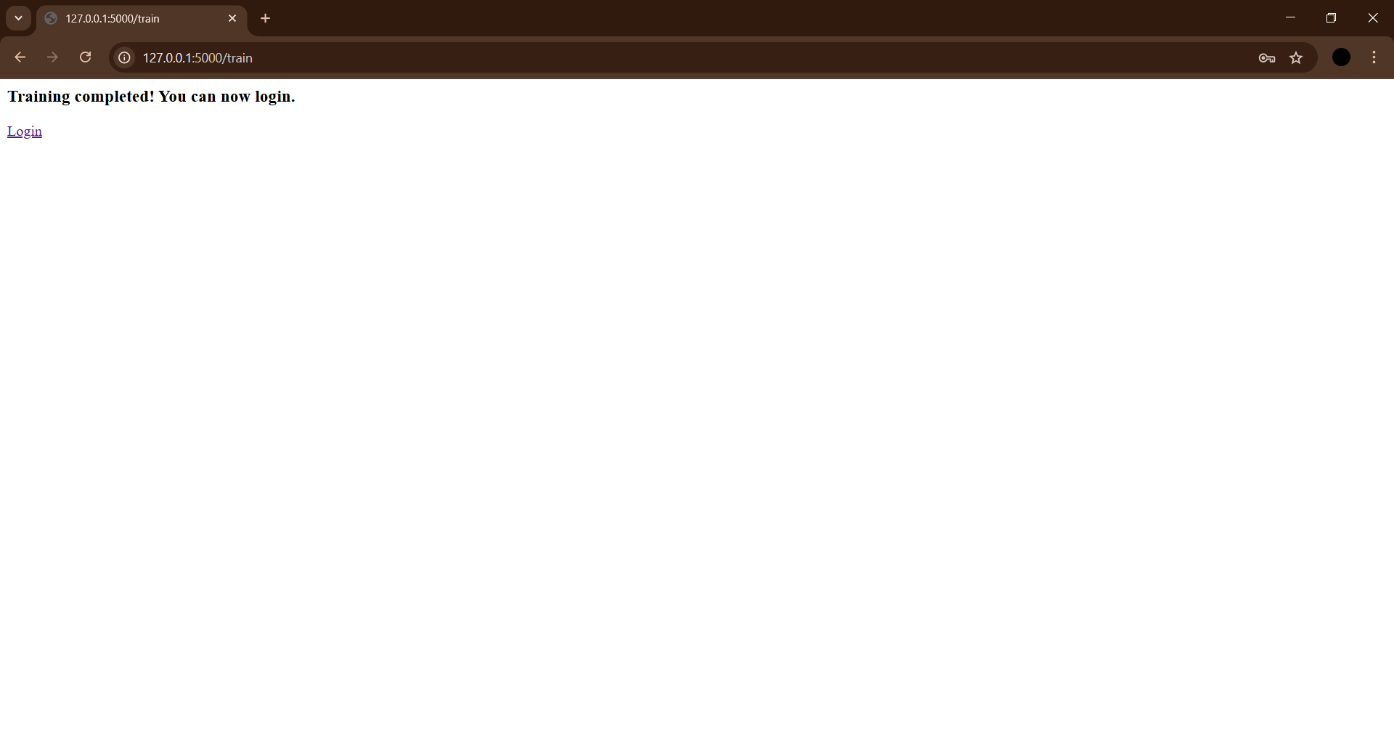 127.0.0.1:5000/train
127.0.0.1:5000/train
Training completed! You can now login.
Login